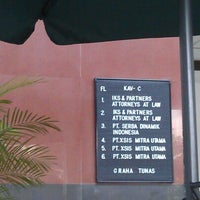 FL KAV- C
1. IKS & PARTNERS
ATTORNEYS AT LAW
2. IKS & PARTNERS
ATTORNEYS AT LAW
3. PT. SERBA DINAMIK
INDONESIA
4. PT.XSIS MITRA UTAMA
5. PT.XSIS MITRA UTAMA
6. PT.XSIS MITRA UTAMA
GRAHA TUNAS